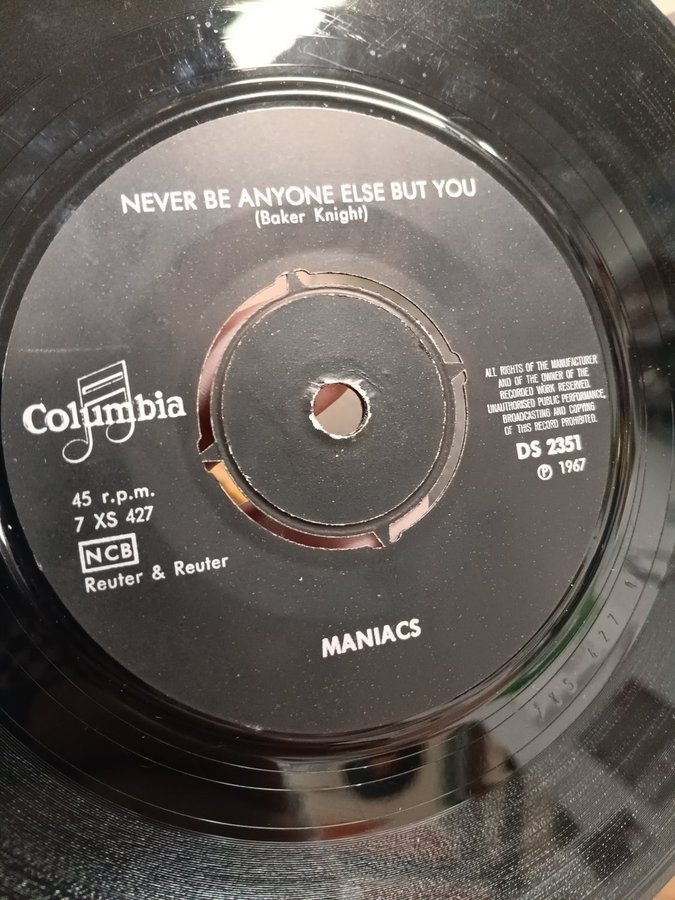 NEVER BE ANYONE ELSE BUT YOU
(Baker Knight)
Columbia
45 r.p.m.
7 XS 427
NCB
Reuter & Reuter
ALL RIGHTS OF THE MANUFACTURER
AND OF THE OWNER OF THE
RECORDED WORK RESERVED.
UNAUTHORISED PUBLIC PERFORMANCE,
BROADCASTING AND COPYING
OF THIS RECORD PROHIBITED.
DS 2351
℗ 1967
MANIACS
7XS 427